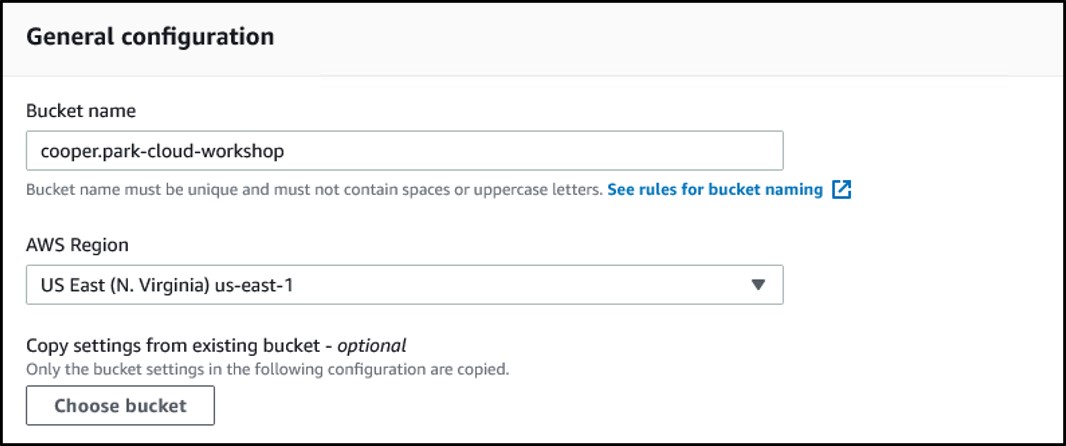 General configuration
Bucket name
cooper.park-cloud-workshop
Bucket name must be unique and must not contain spaces or uppercase letters. See rules for bucket naming
AWS Region
US East (N. Virginia) us-east-1
Copy settings from existing bucket - optional
Only the bucket settings in the following configuration are copied.
Choose bucket